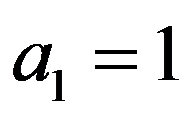 a₁ = 1